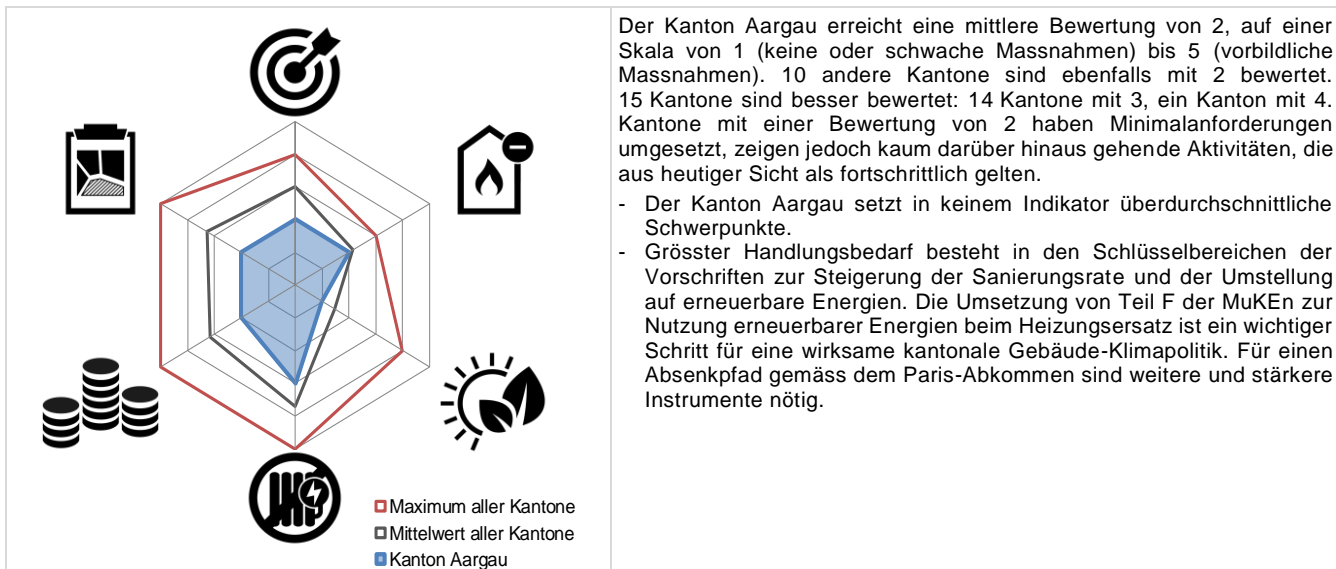 Der Kanton Aargau erreicht eine mittlere Bewertung von 2, auf einer
Skala von 1 (keine oder schwache Massnahmen) bis 5 (vorbildliche
Massnahmen). 10 andere Kantone sind ebenfalls mit 2 bewertet.
15 Kantone sind besser bewertet: 14 Kantone mit 3, ein Kanton mit 4.
Kantone mit einer Bewertung von 2 haben Minimalanforderungen
umgesetzt, zeigen jedoch kaum darüber hinaus gehende Aktivitäten, die
aus heutiger Sicht als fortschrittlich gelten.
- Der Kanton Aargau setzt in keinem Indikator überdurchschnittliche
Schwerpunkte.
- Grösster Handlungsbedarf besteht in den Schlüsselbereichen der
Vorschriften zur Steigerung der Sanierungsrate und der Umstellung
auf erneuerbare Energien. Die Umsetzung von Teil F der MuKEn zur
Nutzung erneuerbarer Energien beim Heizungsersatz ist ein wichtiger
Schritt für eine wirksame kantonale Gebäude-Klimapolitik. Für einen
Absenkpfad gemäss dem Paris-Abkommen sind weitere und stärkere
Instrumente nötig.
Maximum aller Kantone
Mittelwert aller Kantone
Kanton Aargau